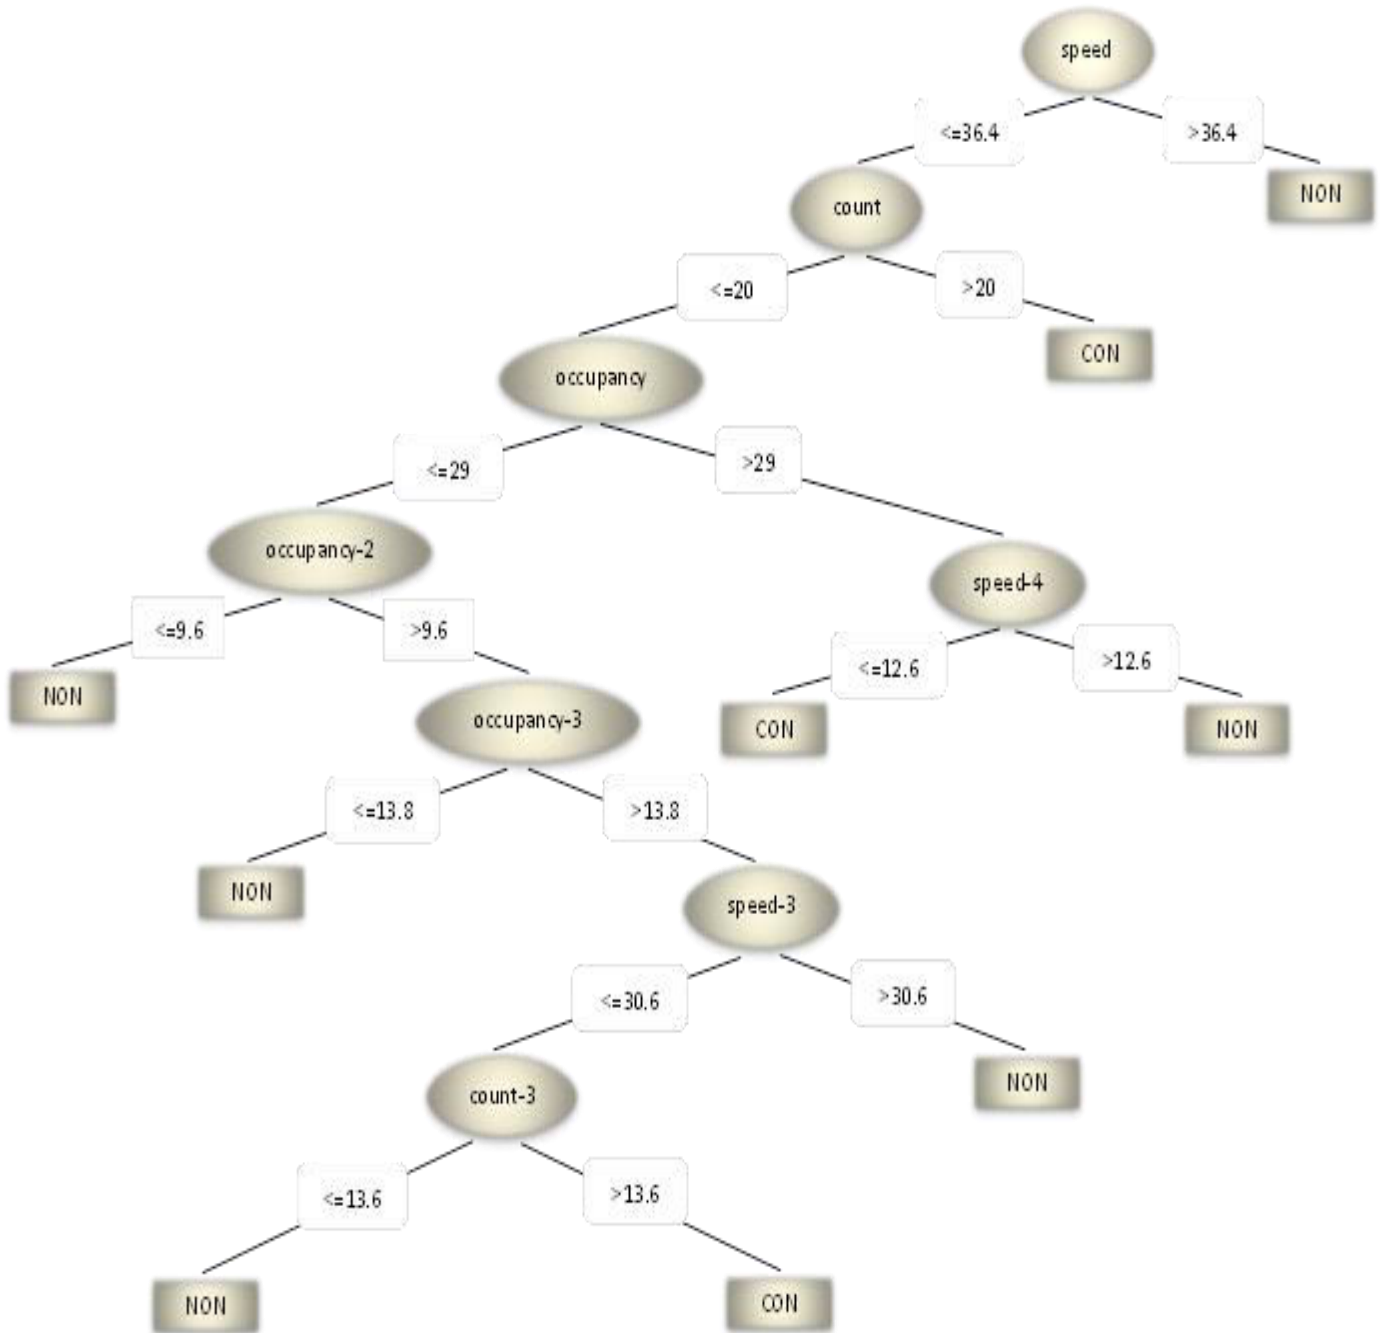 speed
<=36.4
>36.4
NON
count
<=20
>20
CON
occupancy
<=29
>29
occupancy-2
speed-4
<=9.6
>9.6
<=12.6
>12.6
NON
occupancy-3
CON
NON
<=13.8
>13.8
NON
speed-3
<=30.6
>30.6
count-3
NON
<=13.6
>13.6
NON
CON